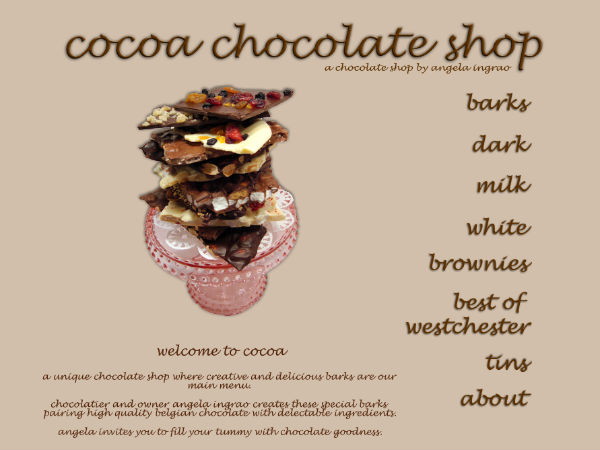 cocoa chocolate shop
a chocolate shop by angela ingrao
barks
dark
milk
white
brownies
best of
westchester
tins
about
welcome to cocoa
a unique chocolate shop where creative and delicious barks are our
main menu.
chocolatier and owner angela ingrao creates these special barks
pairing high quality belgian chocolate with delectable ingredients.
angela invites you to fill your tummy with chocolate goodness.